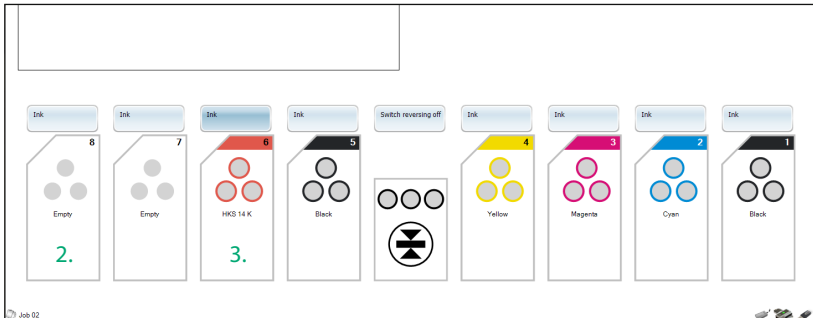 Ink
Ink
Ink
Ink
Switch reversing off
Ink
Ink
Ink
Ink
8
7
6
5
4
3
2
1
Empty
Empty
HKS 14 K
Black
Yellow
Magenta
Cyan
Black
2.
3.
Job 02